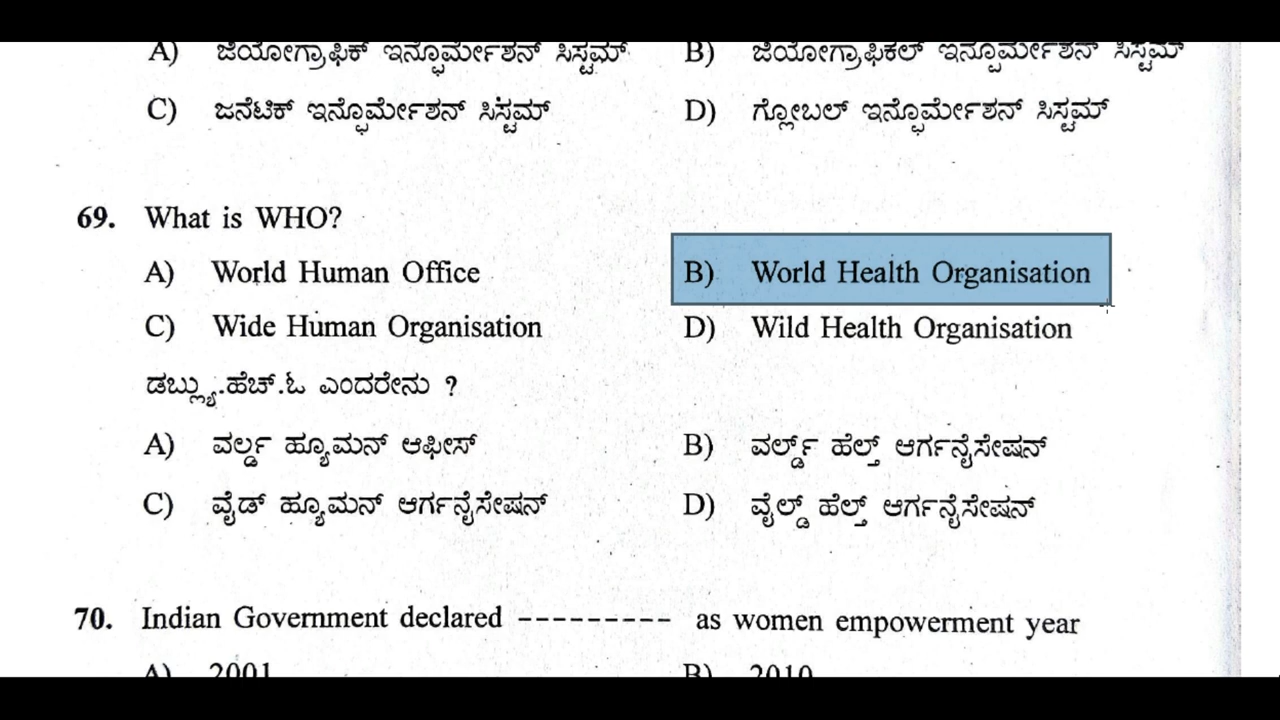 A) ಜಿಯೋಗ್ರಾಫಿಕ್ ಇನ್ಫೊರ್ಮೇಶನ್ ಸಿಸ್ಟಮ್ B) ಜಿಯೋಗ್ರಾಫಿಕಲ್ ಇನ್ಫೊರ್ಮೇಶನ್ ಸಿಸ್ಟಮ್
C) ಜನೆಟಿಕ್ ಇನ್ಫೊರ್ಮೇಶನ್ ಸಿಸ್ಟಮ್ D) ಗ್ಲೋಬಲ್ ಇನ್ಫೊರ್ಮೇಶನ್ ಸಿಸ್ಟಮ್
69. What is WHO?
A) World Human Office B) World Health Organisation
C) Wide Human Organisation D) Wild Health Organisation
ಡಬ್ಲ್ಯು.ಹೆಚ್.ಓ ಎಂದರೇನು ?
A) ವರ್ಲ್ಡ ಹ್ಯೂಮನ್ ಆಫೀಸ್ B) ವರ್ಲ್ಡ್ ಹೆಲ್ತ್ ಆರ್ಗನೈಸೇಷನ್
C) ವೈಡ್ ಹ್ಯೂಮನ್ ಆರ್ಗನೈಸೇಷನ್ D) ವೈಲ್ಡ್ ಹೆಲ್ತ್ ಆರ್ಗನೈಸೇಷನ್
70. Indian Government declared --------- as women empowerment year
A) 2001 B) 2010